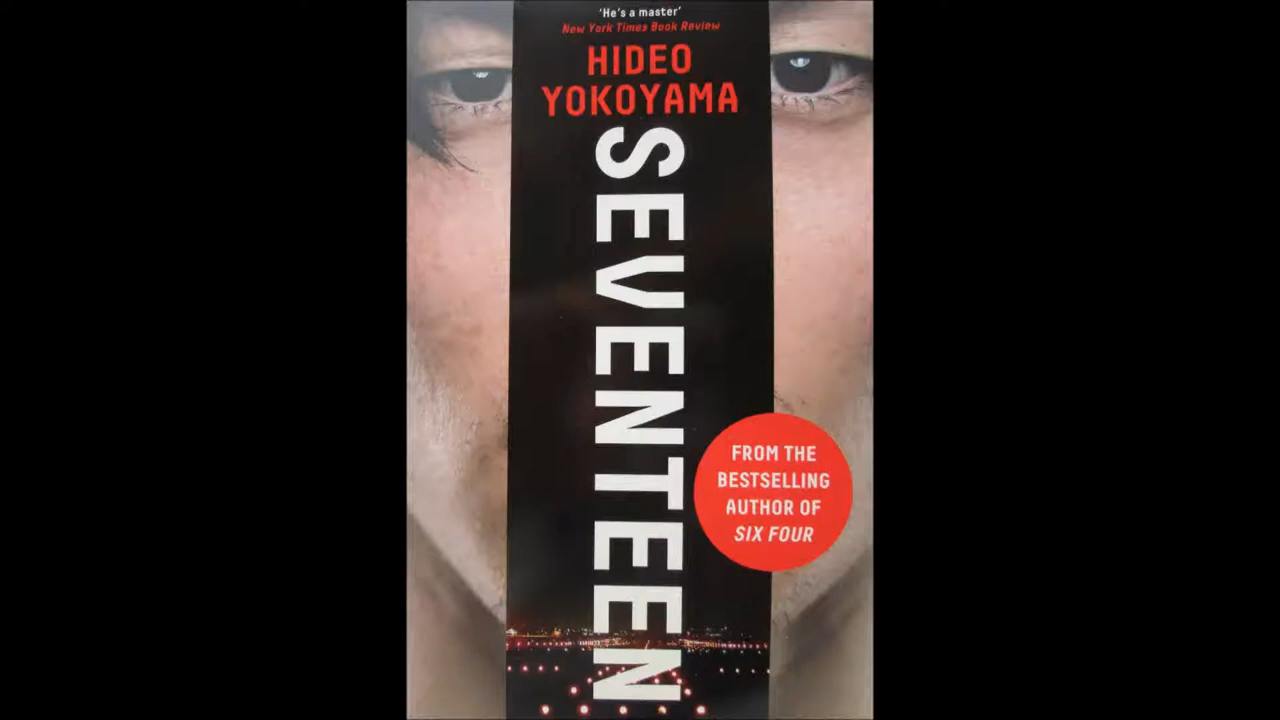 'He's a master'
New York Times Book Review
HIDEO
YOKOYAMA
SEVENTEEN
FROM THE
BESTSELLING
AUTHOR OF
SIX FOUR